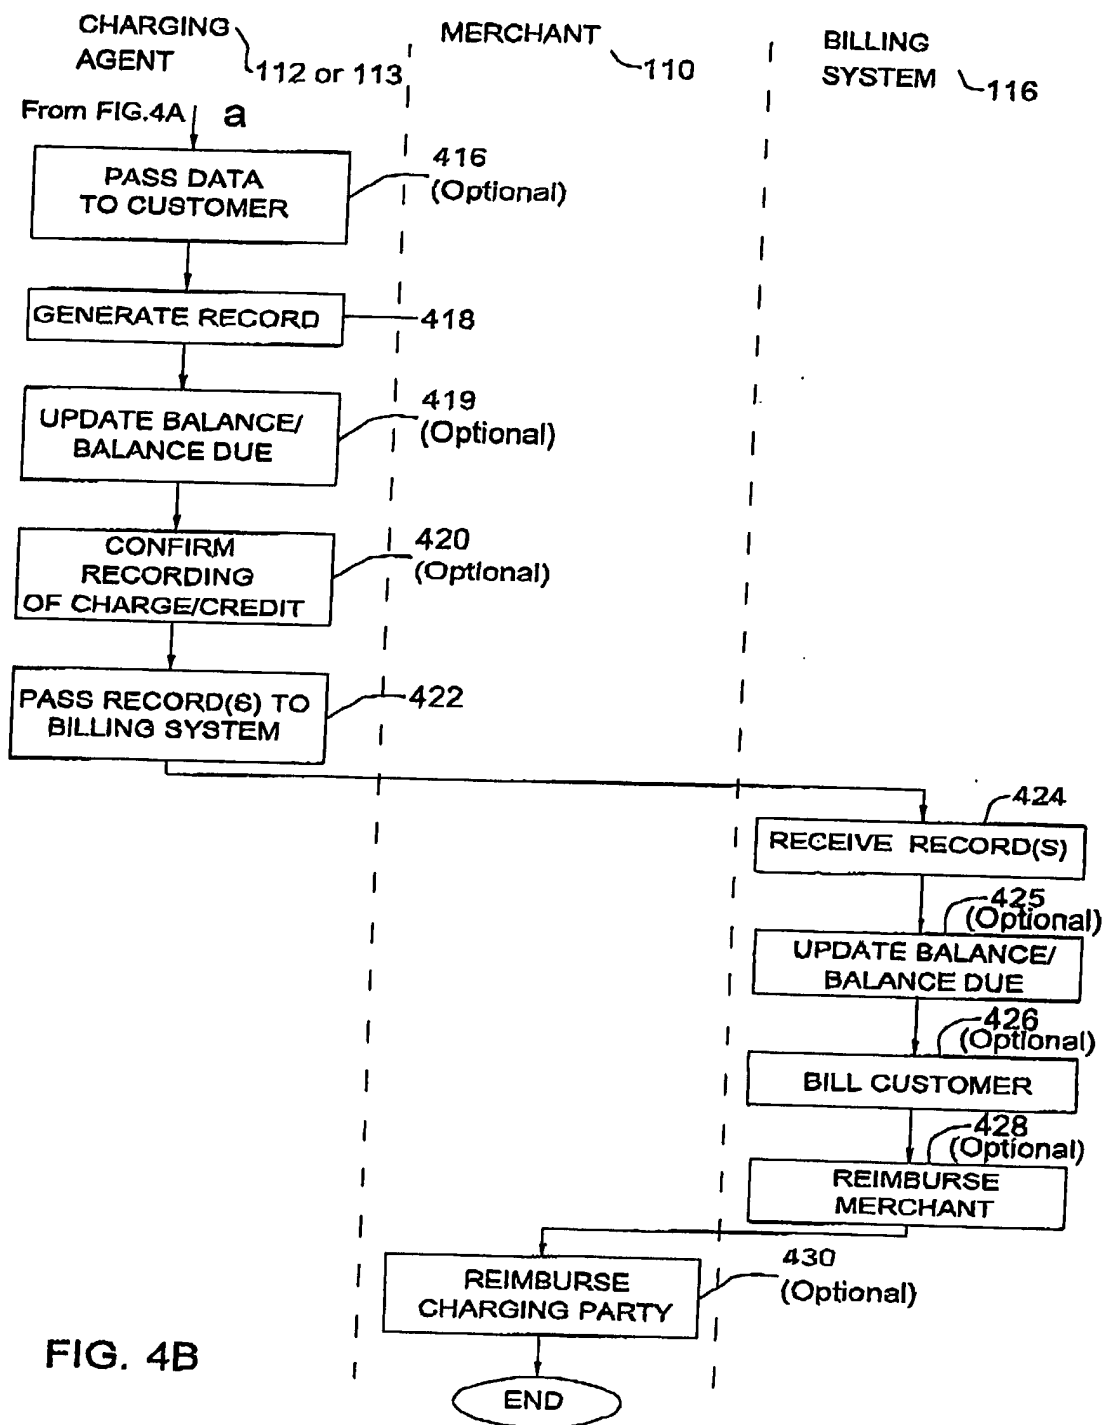 CHARGING
AGENT
112 or 113
MERCHANT
110
BILLING
SYSTEM
116
From FIG.4A
a
PASS DATA
TO CUSTOMER
416
(Optional)
GENERATE RECORD
418
UPDATE BALANCE/
BALANCE DUE
419
(Optional)
CONFIRM
RECORDING
OF CHARGE/CREDIT
420
(Optional)
PASS RECORD(S) TO
BILLING SYSTEM
422
424
RECEIVE RECORD(S)
425
(Optional)
UPDATE BALANCE/
BALANCE DUE
426
(Optional)
BILL CUSTOMER
428
(Optional)
REIMBURSE
MERCHANT
REIMBURSE
CHARGING PARTY
430
(Optional)
END
FIG. 4B